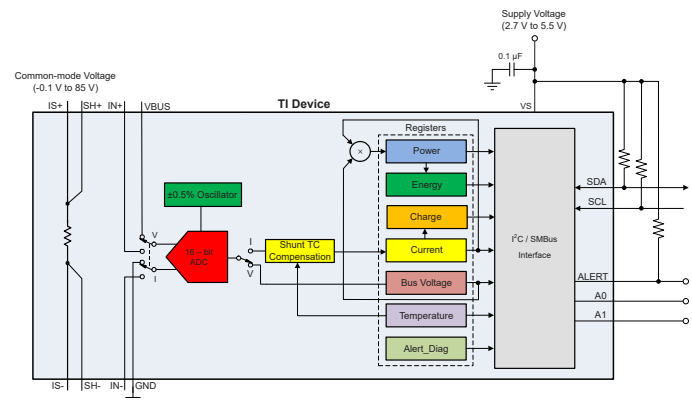 Supply Voltage
(2.7 V to 5.5 V)
0.1 µF
Common-mode Voltage
(-0.1 V to 85 V)
IS+ SH+ IN+ VBUS
TI Device
VS
Registers
×
Power
±0.5% Oscillator
Energy
SDA
Charge
SCL
V
I
16 – bit
ADC
Shunt TC
Compensation
Current
I²C / SMBus
Interface
I
V
Bus Voltage
ALERT
Temperature
A0
A1
Alert_Diag
IS- SH- IN- GND